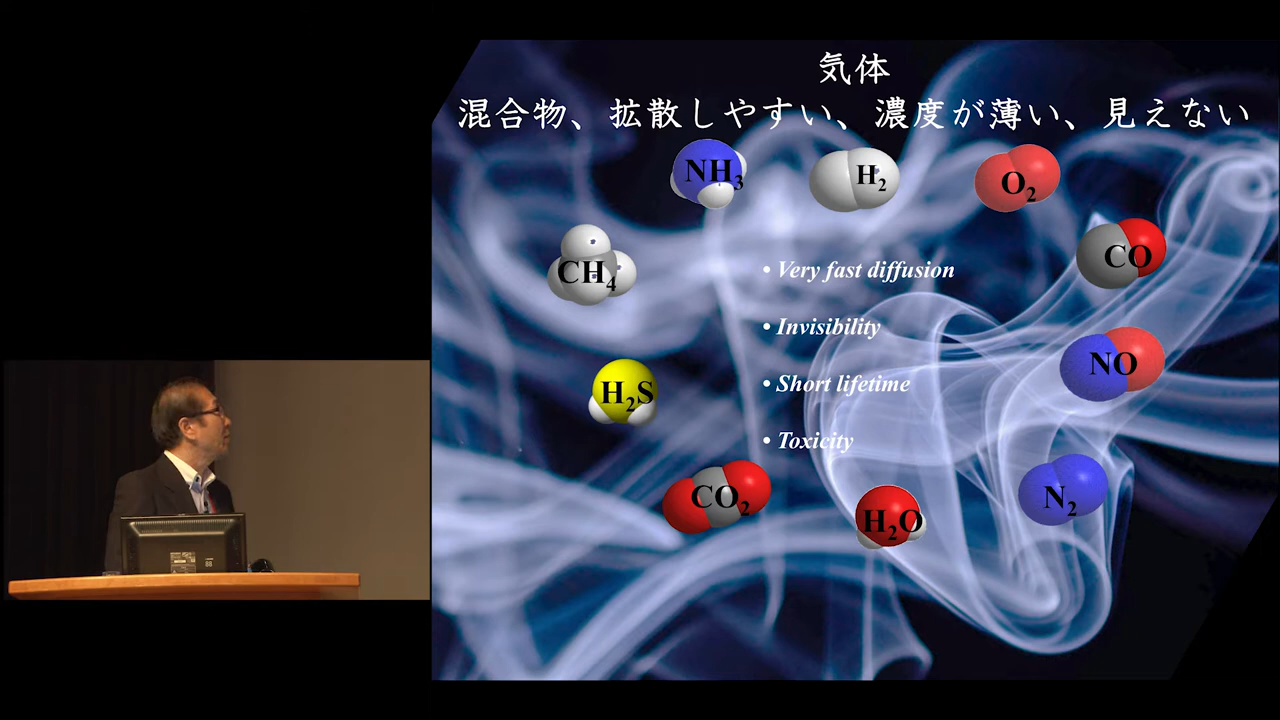 気体
混合物、拡散しやすい、濃度が薄い、見えない
NH3
H2
O2
CH4
CO
• Very fast diffusion
• Invisibility
NO
• Short lifetime
H2S
• Toxicity
CO2
N2
H2O